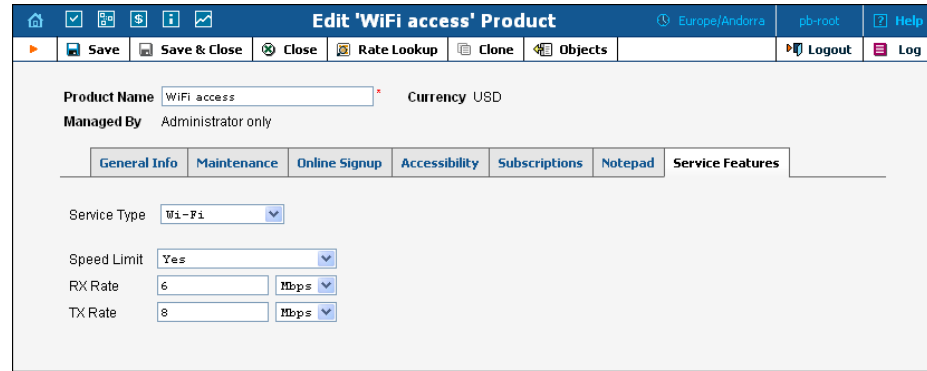 Edit 'WiFi access' Product Europe/Andorra pb-root ? Help
Save Save & Close Close Rate Lookup Clone Objects Logout Log
Product Name WiFi access * Currency USD
Managed By Administrator only
General Info Maintenance Online Signup Accessibility Subscriptions Notepad Service Features
Service Type Wi-Fi
Speed Limit Yes
RX Rate 6 Mbps
TX Rate 8 Mbps